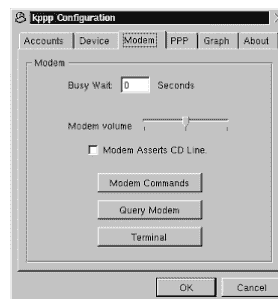 kppp Configuration
Accounts Device Modem PPP Graph About
Modem
Busy Wait: 0 Seconds
Modem volume
Modem Asserts CD Line.
Modem Commands
Query Modem
Terminal
OK Cancel